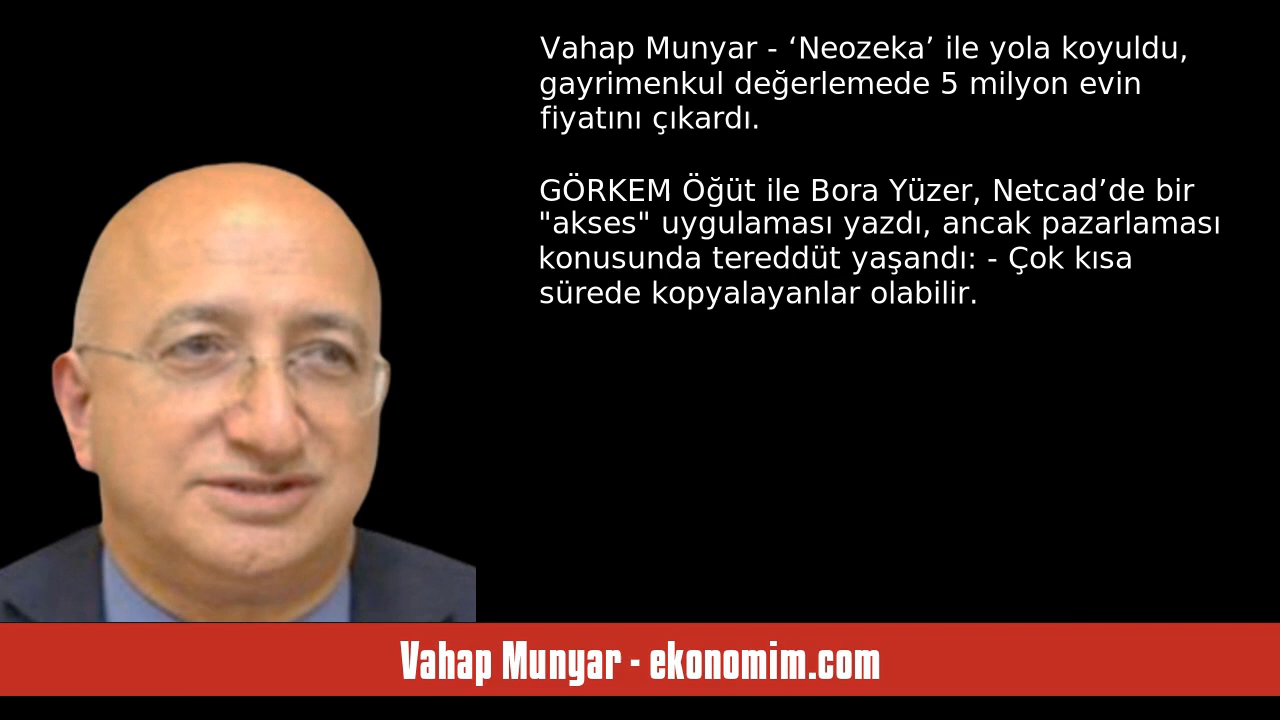 Vahap Munyar - ‘Neozeka’ ile yola koyuldu,
gayrimenkul değerlemede 5 milyon evin
fiyatını çıkardı.
GÖRKEM Öğüt ile Bora Yüzer, Netcad’de bir
"akses" uygulaması yazdı, ancak pazarlaması
konusunda tereddüt yaşandı: - Çok kısa
sürede kopyalayanlar olabilir.
Vahap Munyar - ekonomim.com